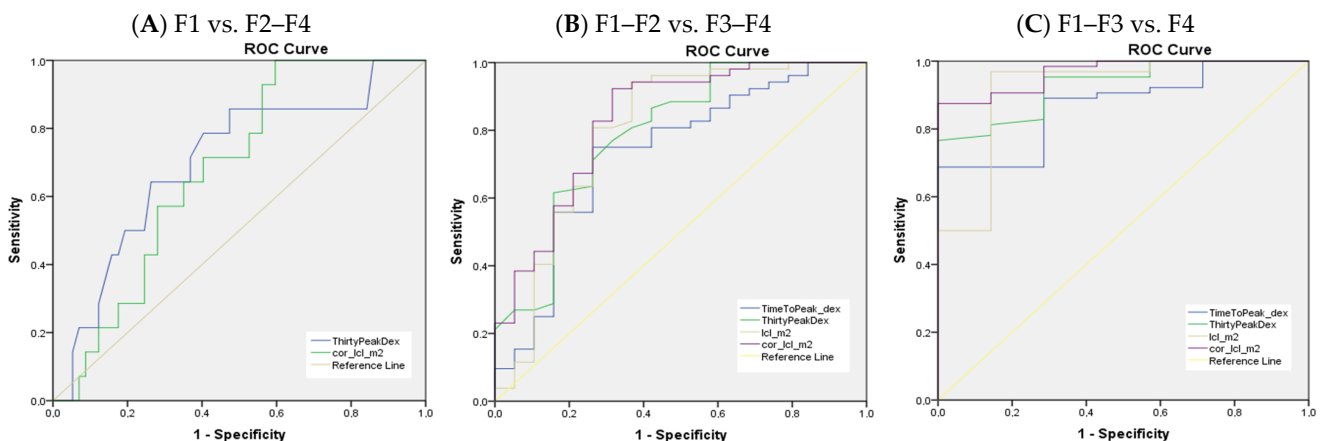 (A) F1 vs. F2–F4
ROC Curve
Sensitivity
1.0
0.8
0.6
0.4
0.2
0.0
0.0 0,2 0,4 0,6 0,8 1.0
1 - Specificity
ThirtyPeakDex
cor_lcl_m2
Reference Line
(B) F1–F2 vs. F3–F4
ROC Curve
Sensitivity
1.0
0.8
0.6
0.4
0.2
0.0
0.0 0,2 0,4 0,6 0,8 1,0
1 - Specificity
TimeToPeak_dex
ThirtyPeakDex
lcl_m2
cor_lcl_m2
Reference Line
(C) F1–F3 vs. F4
ROC Curve
Sensitivity
1.0
0.8
0.6
0.4
0.2
0.0
0.0 0,2 0,4 0,6 0,8 1,0
1 - Specificity
TimeToPeak_dex
ThirtyPeakDex
lcl_m2
cor_lcl_m2
Reference Line